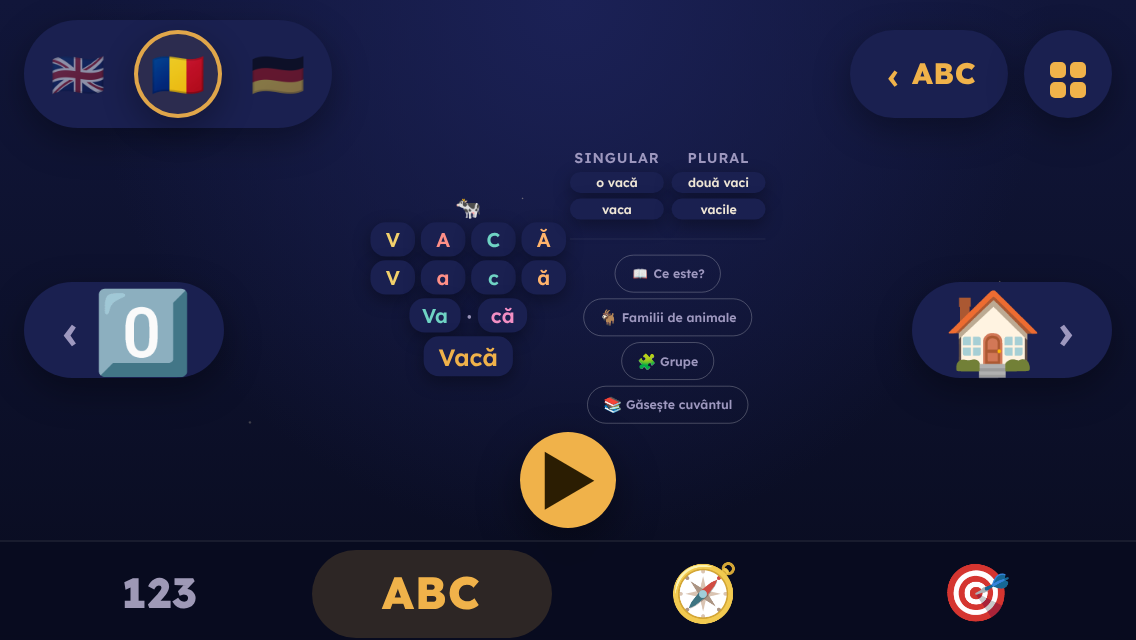 ‹ ABC
SINGULAR PLURAL
o vacă două vaci
vaca vacile
V A C Ă
V a c ă
Va · că
Vacă
📖 Ce este?
🐐 Familii de animale
🧩 Grupe
📚 Găsește cuvântul
‹ 0
›
123 ABC